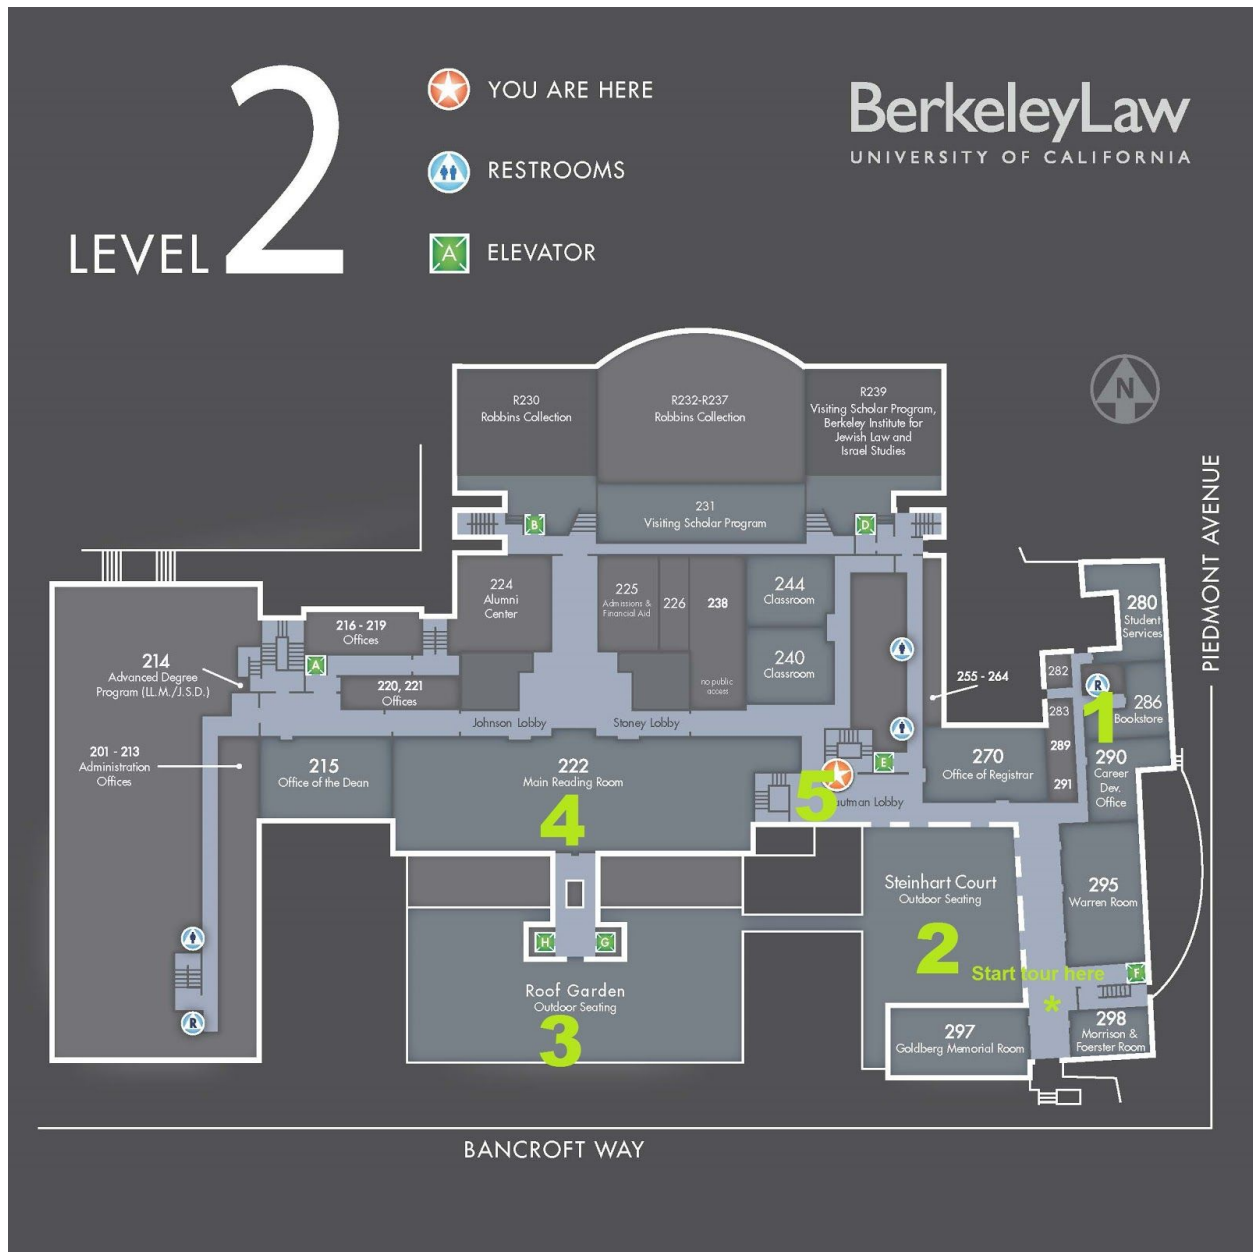 LEVEL 2
YOU ARE HERE
RESTROOMS
A
ELEVATOR
BerkeleyLaw
UNIVERSITY OF CALIFORNIA
N
PIEDMONT AVENUE
R230
Robbins Collection
R232-R237
Robbins Collection
R239
Visiting Scholar Program,
Berkeley Institute for
Jewish Law and
Israel Studies
231
Visiting Scholar Program
B
D
224
Alumni
Center
225
Admissions &
Financial Aid
226
238
no public
access
244
Classroom
240
Classroom
216 - 219
Offices
A
220, 221
Offices
214
Advanced Degree
Program (LL.M./J.S.D.)
201 - 213
Administration
Offices
215
Office of the Dean
Johnson Lobby
Stoney Lobby
222
Main Reading Room
4
255 - 264
280
Student
Services
282
R
283
1
286
Bookstore
289
291
290
Career
Dev.
Office
270
Office of Registrar
E
5
utman Lobby
Steinhart Court
Outdoor Seating
2
Start tour here
*
295
Warren Room
F
H
G
Roof Garden
Outdoor Seating
3
297
Goldberg Memorial Room
298
Morrison &
Foerster Room
R
BANCROFT WAY